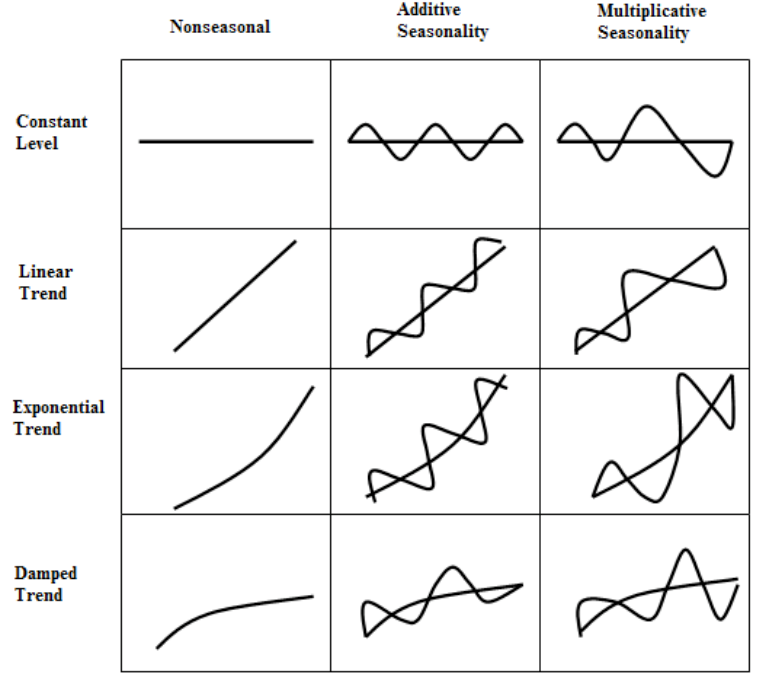 Nonseasonal
Additive
Seasonality
Multiplicative
Seasonality
Constant
Level
Linear
Trend
Exponential
Trend
Damped
Trend